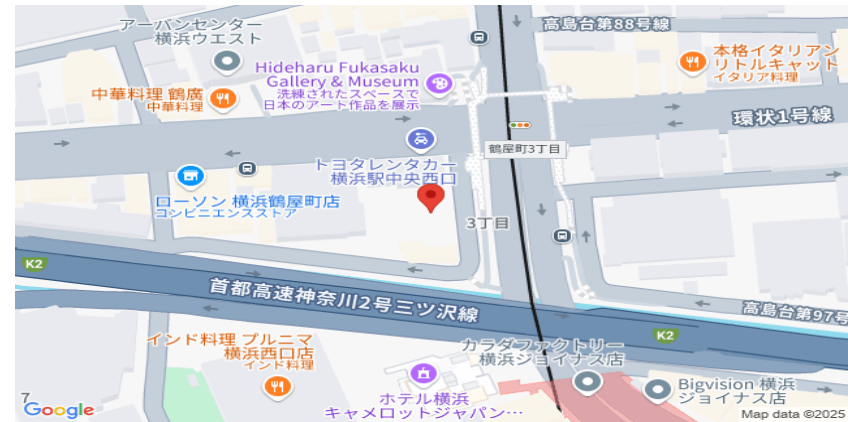 アーバンセンター
横浜ウエスト
高島台第88号線
Hideharu Fukasaku
Gallery & Museum
洗練されたスペースで
日本のアート作品を展示
本格イタリアン
リトルキャット
イタリア料理
中華料理 鶴廣
中華料理
環状1号線
鶴屋町3丁目
トヨタレンタカー
横浜駅中央西口
ローソン 横浜鶴屋町店
コンビニエンスストア
3丁目
K2
首都高速神奈川2号三ツ沢線
高島台第97号
K2
インド料理 プルニマ
横浜西口店
インド料理
カラダファクトリー
横浜ジョイナス店
ホテル横浜
キャメロットジャパン…
Bigvision 横浜
ジョイナス店
7
Google
Map data ©2025